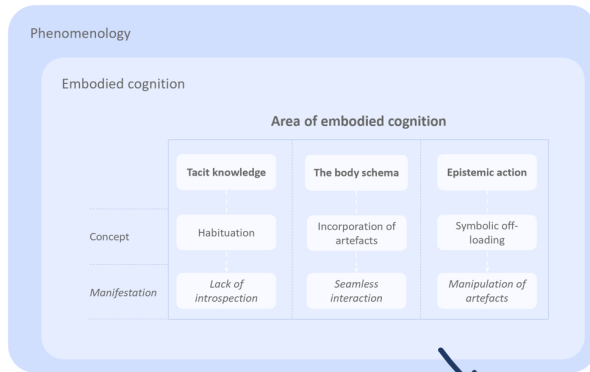 Phenomenology
Embodied cognition
Area of embodied cognition
Tacit knowledge
The body schema
Epistemic action
Concept
Habituation
Incorporation of
artefacts
Symbolic off-
loading
Manifestation
Lack of
introspection
Seamless
interaction
Manipulation of
artefacts